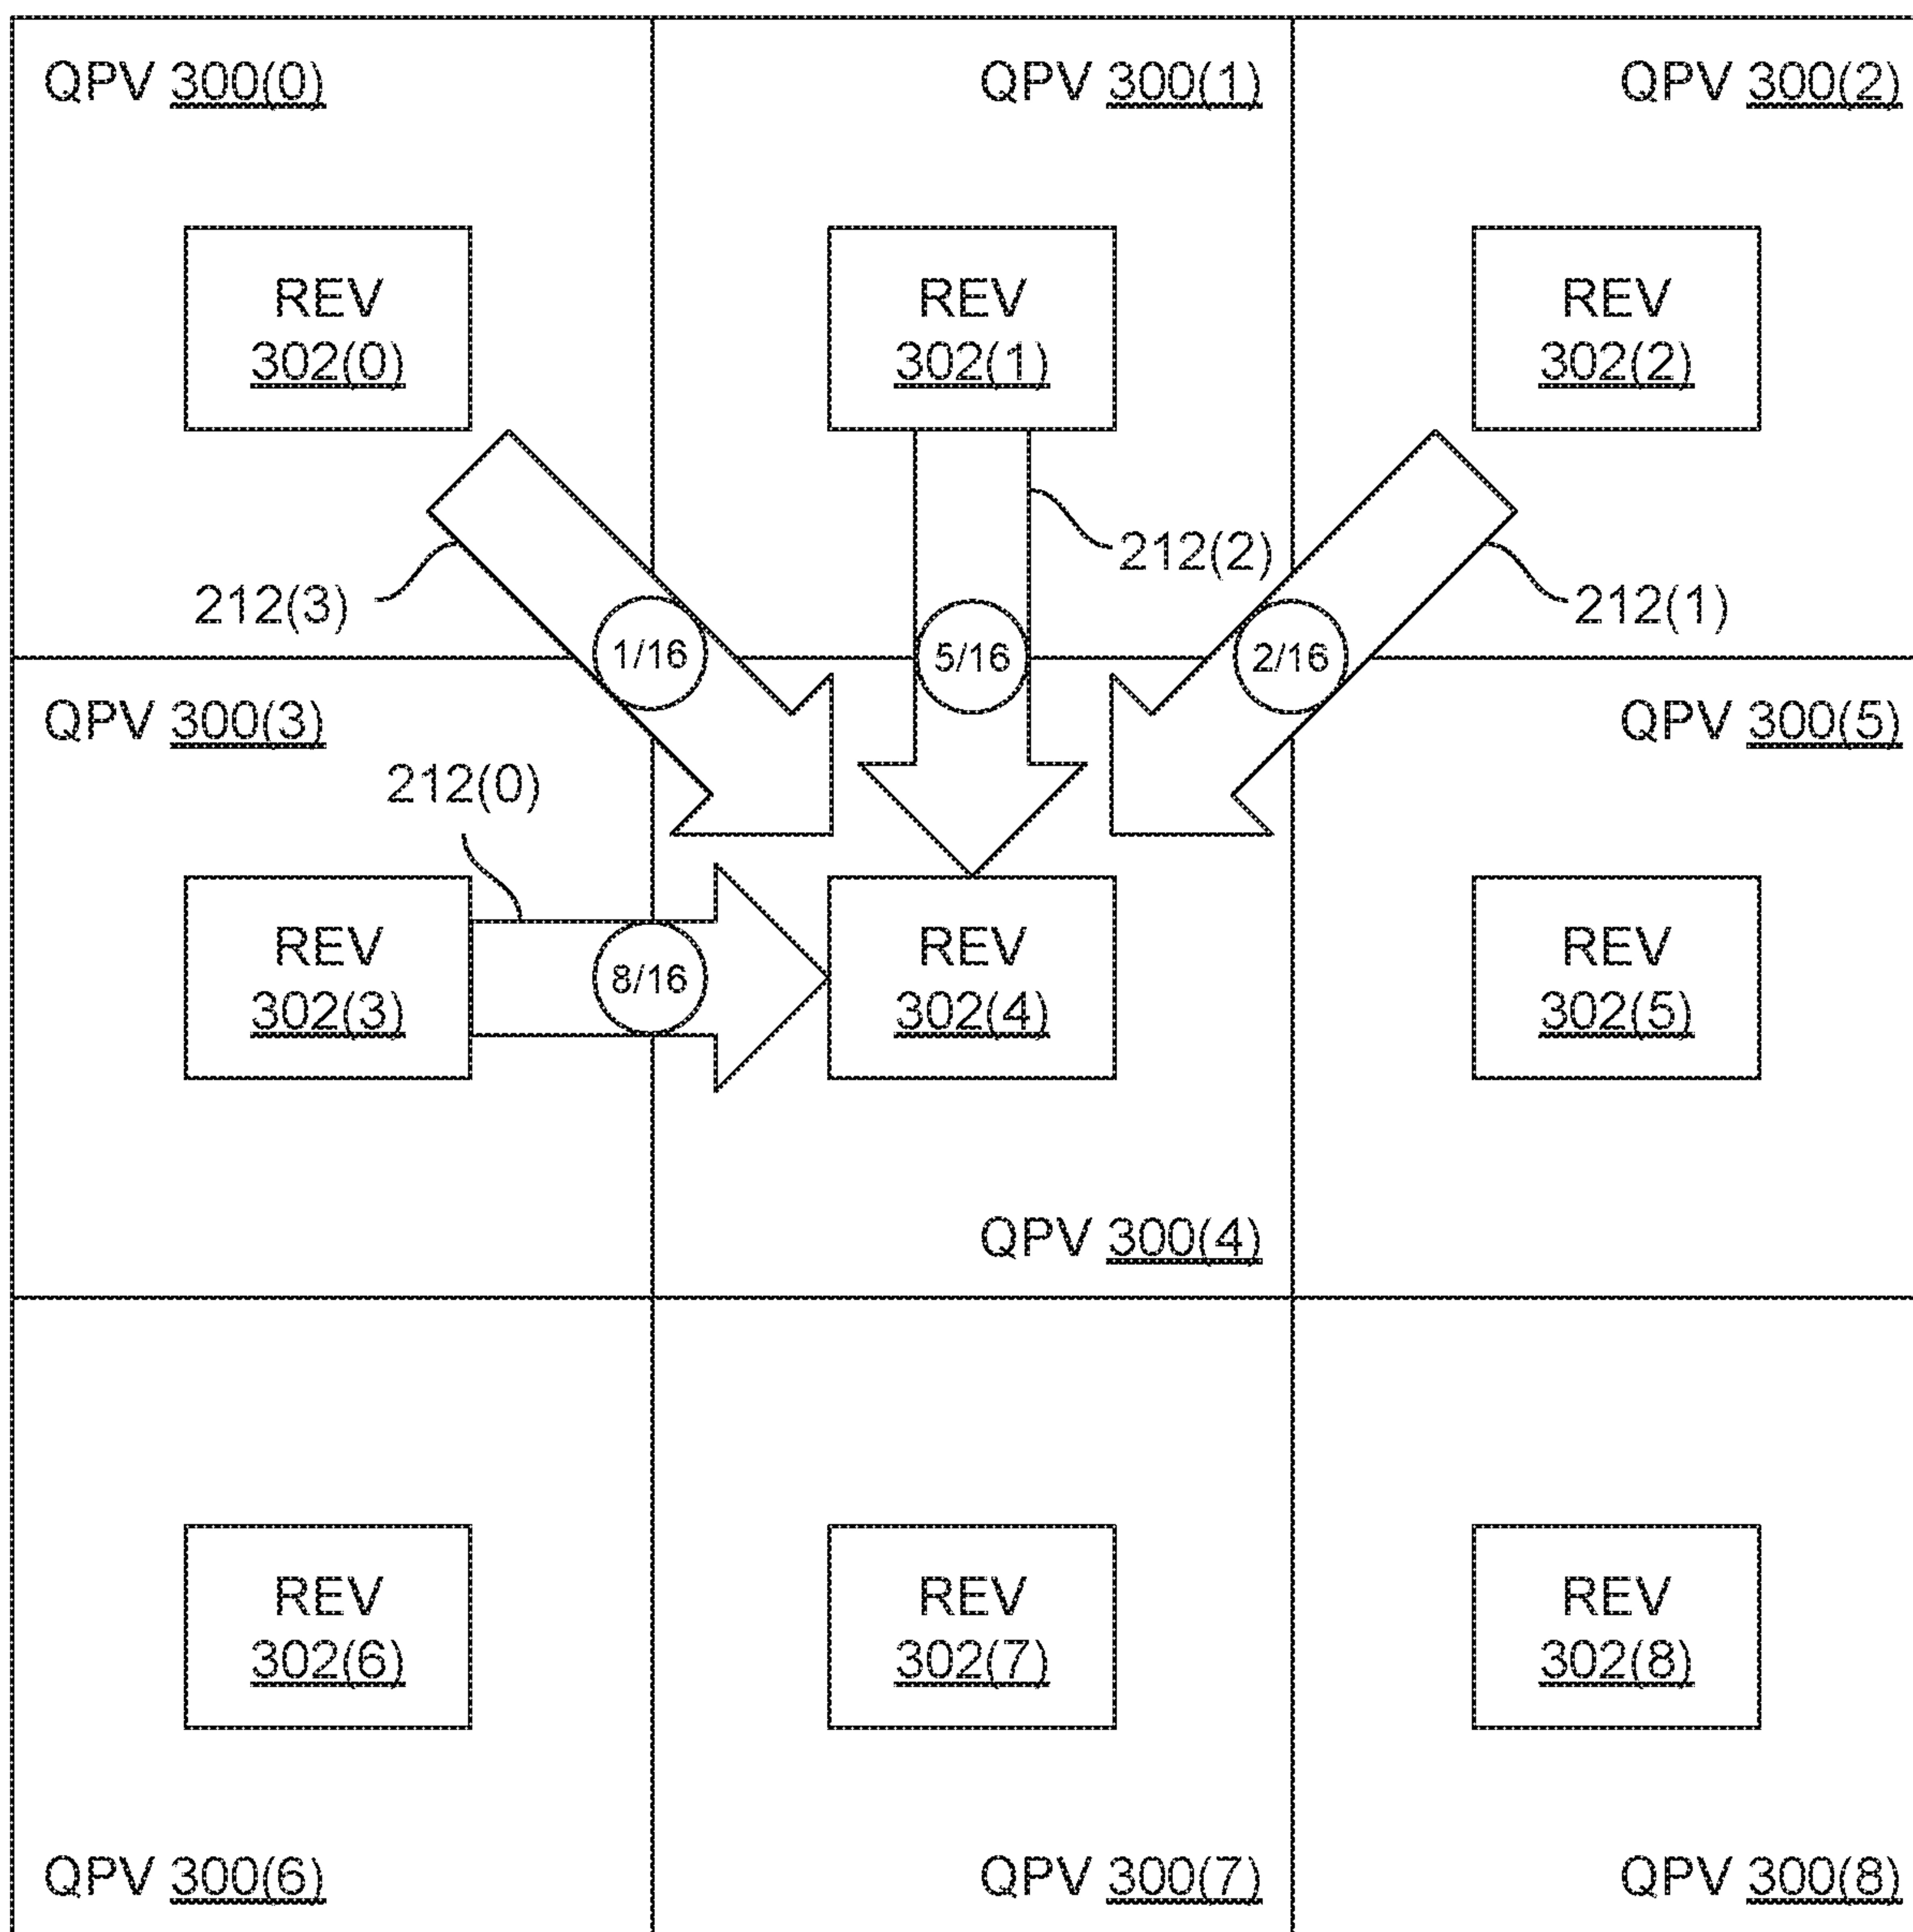 QPV 300(0)
QPV 300(1)
QPV 300(2)
REV
302(0)
REV
302(1)
REV
302(2)
212(3)
212(2)
212(1)
1/16
5/16
2/16
QPV 300(3)
QPV 300(5)
212(0)
REV
302(3)
8/16
REV
302(4)
REV
302(5)
QPV 300(4)
REV
302(6)
REV
302(7)
REV
302(8)
QPV 300(6)
QPV 300(7)
QPV 300(8)